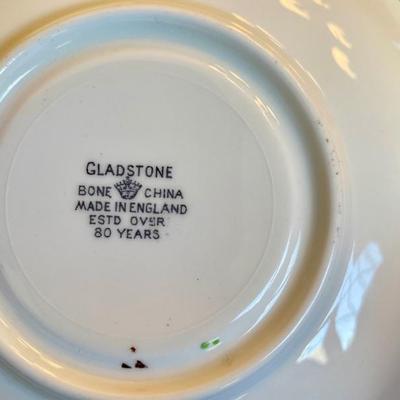 GLADSTONE
BONE CHINA
MADE IN ENGLAND
ESTD OVER
80 YEARS